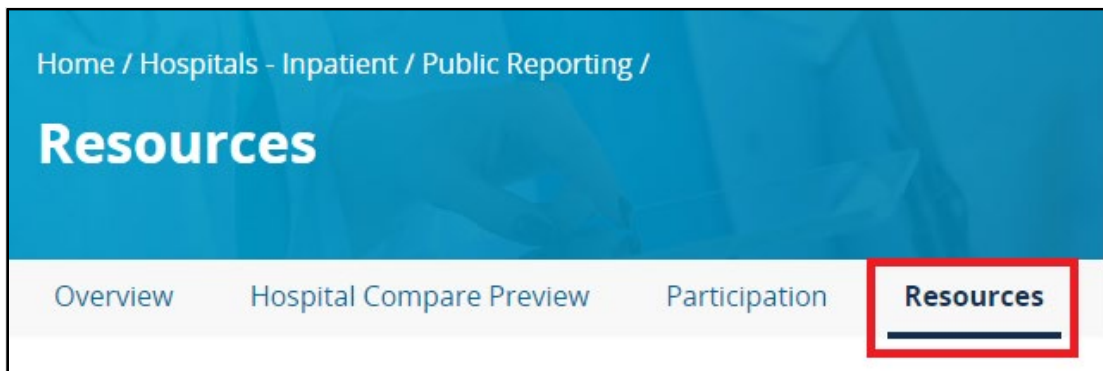 Home / Hospitals - Inpatient / Public Reporting /
Resources
Overview Hospital Compare Preview Participation Resources